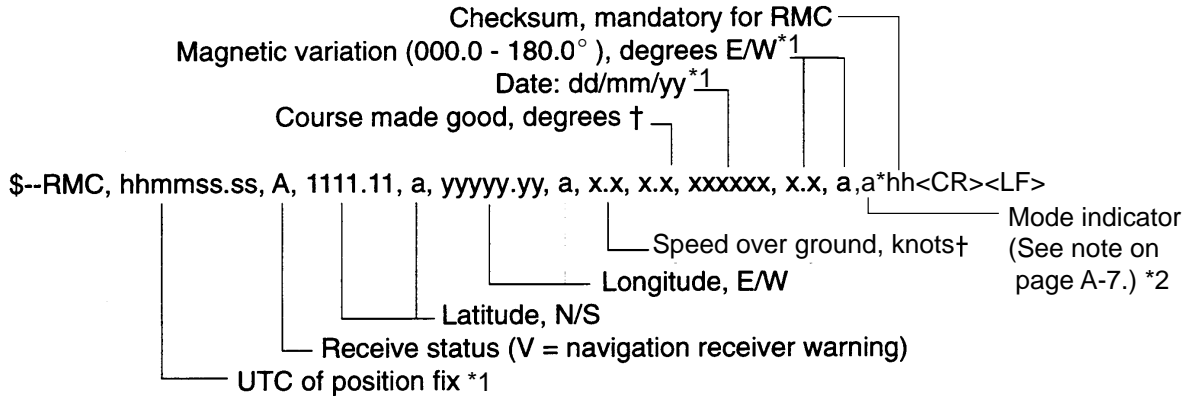 Checksum, mandatory for RMC
Magnetic variation (000.0 - 180.0° ), degrees E/W*1
Date: dd/mm/yy*1
Course made good, degrees †
$--RMC, hhmmss.ss, A, 1111.11, a, yyyyy.yy, a, x.x, x.x, xxxxxx, x.x, a,a*hh<CR><LF>
Mode indicator
Speed over ground, knots†
(See note on
page A-7.) *2
Longitude, E/W
Latitude, N/S
Receive status (V = navigation receiver warning)
UTC of position fix *1